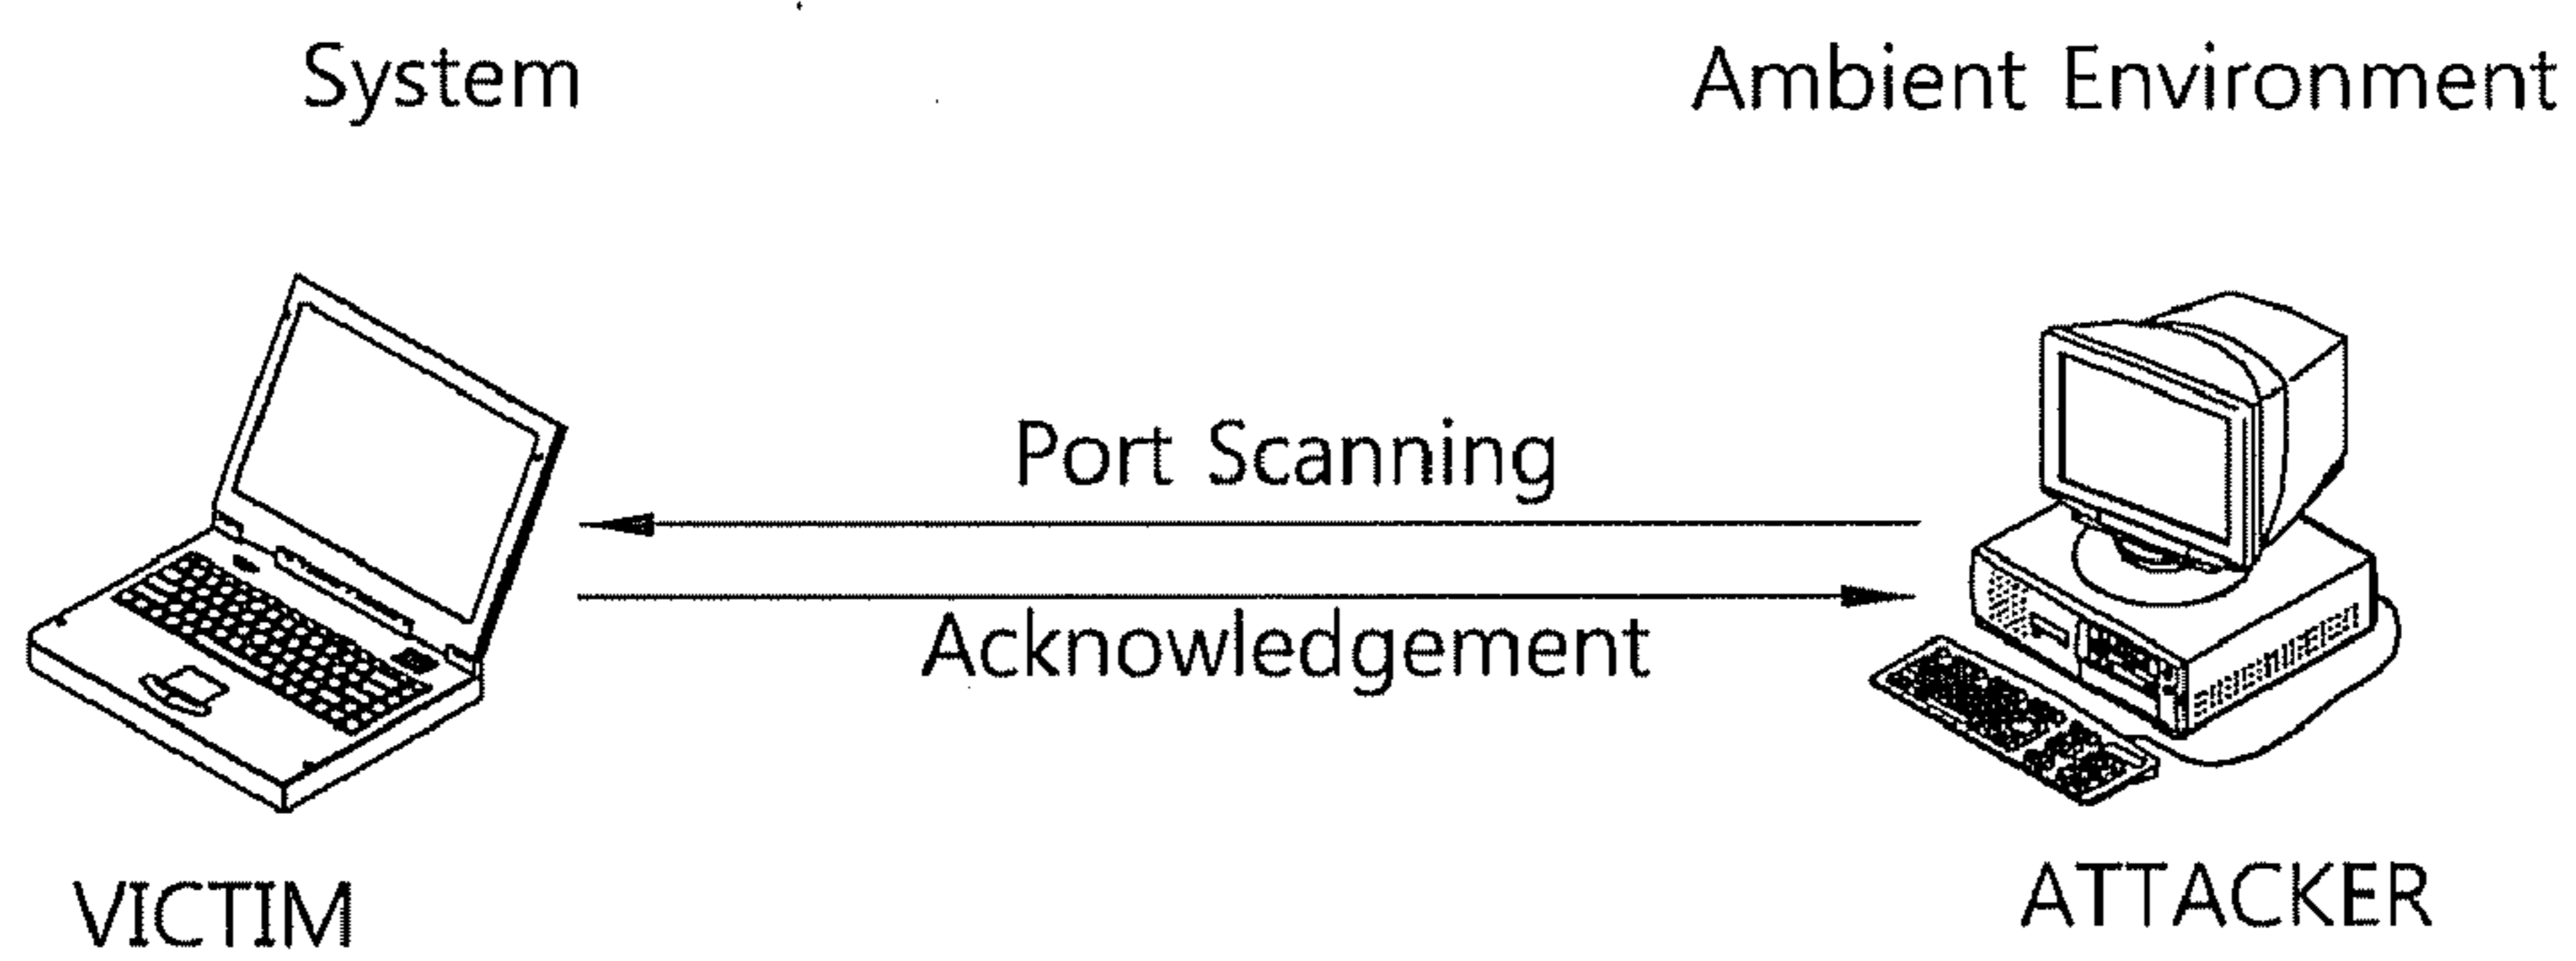 System
Ambient Environment
Port Scanning
Acknowledgement
VICTIM
ATTACKER